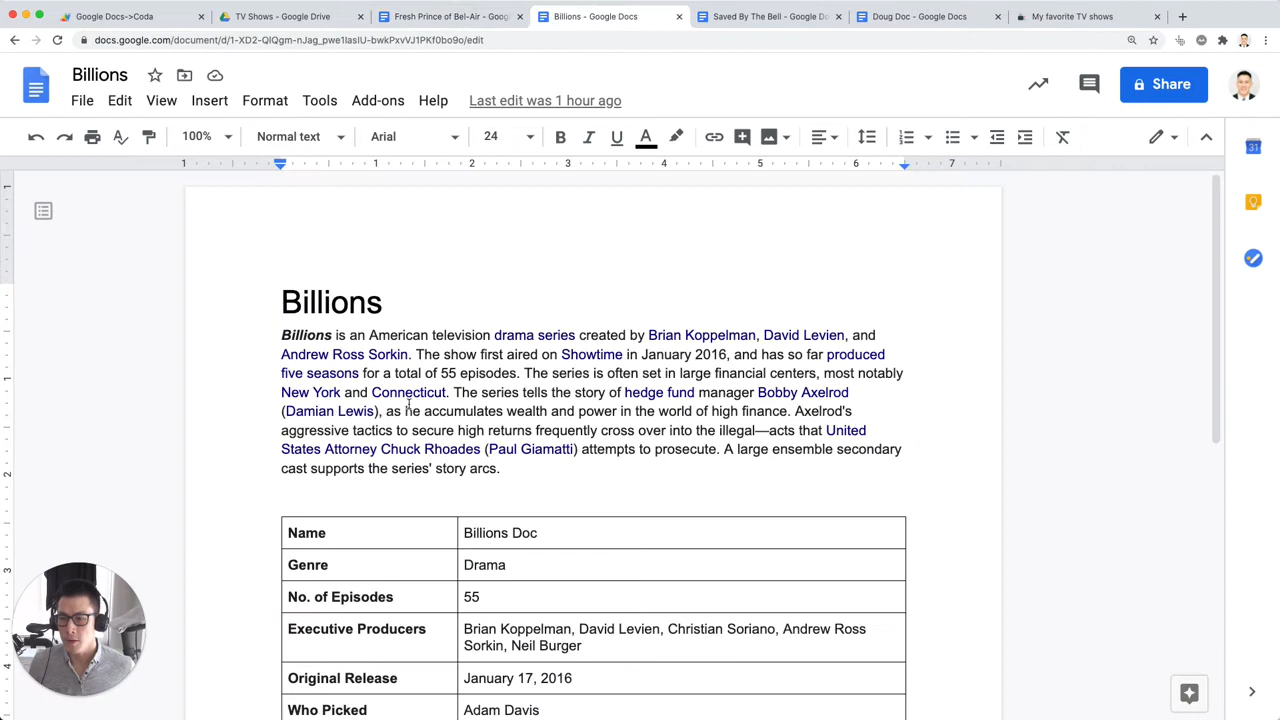 Google Docs->Coda
TV Shows - Google Drive
Fresh Prince of Bel-Air - Goog
Billions - Google Docs
Saved By The Bell - Google Do
Doug Doc - Google Docs
My favorite TV shows
docs.google.com/document/d/1-XD2-QlQgm-nJag_pwe1lasIU-bwkPxvVJ1PKf0bo9o/edit
Billions
File Edit View Insert Format Tools Add-ons Help Last edit was 1 hour ago
Share
100% Normal text Arial 24 B I U A
1 1 2 3 4 5 6 7
31
Billions
Billions is an American television drama series created by Brian Koppelman, David Levien, and
Andrew Ross Sorkin. The show first aired on Showtime in January 2016, and has so far produced
five seasons for a total of 55 episodes. The series is often set in large financial centers, most notably
New York and Connecticut. The series tells the story of hedge fund manager Bobby Axelrod
(Damian Lewis), as he accumulates wealth and power in the world of high finance. Axelrod's
aggressive tactics to secure high returns frequently cross over into the illegal—acts that United
States Attorney Chuck Rhoades (Paul Giamatti) attempts to prosecute. A large ensemble secondary
cast supports the series' story arcs.
Name Billions Doc
Genre Drama
No. of Episodes 55
Executive Producers Brian Koppelman, David Levien, Christian Soriano, Andrew Ross
Sorkin, Neil Burger
Original Release January 17, 2016
Who Picked Adam Davis